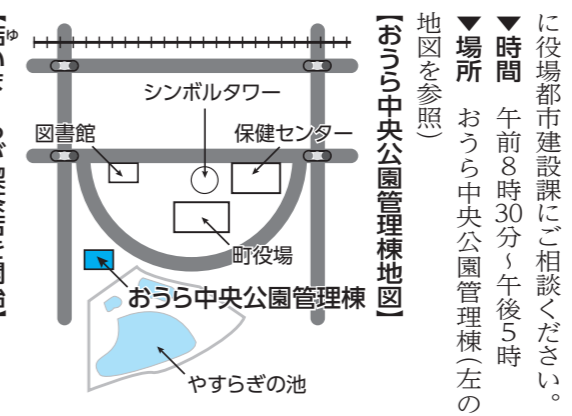 に役場都市建設課にご相談ください。
▼時間　午前8時30分～午後5時
▼場所　おうら中央公園管理棟(左の
地図を参照)
【おうら中央公園管理棟地図】
シンボルタワー
図書館
保健センター
町役場
おうら中央公園管理棟
やすらぎの池